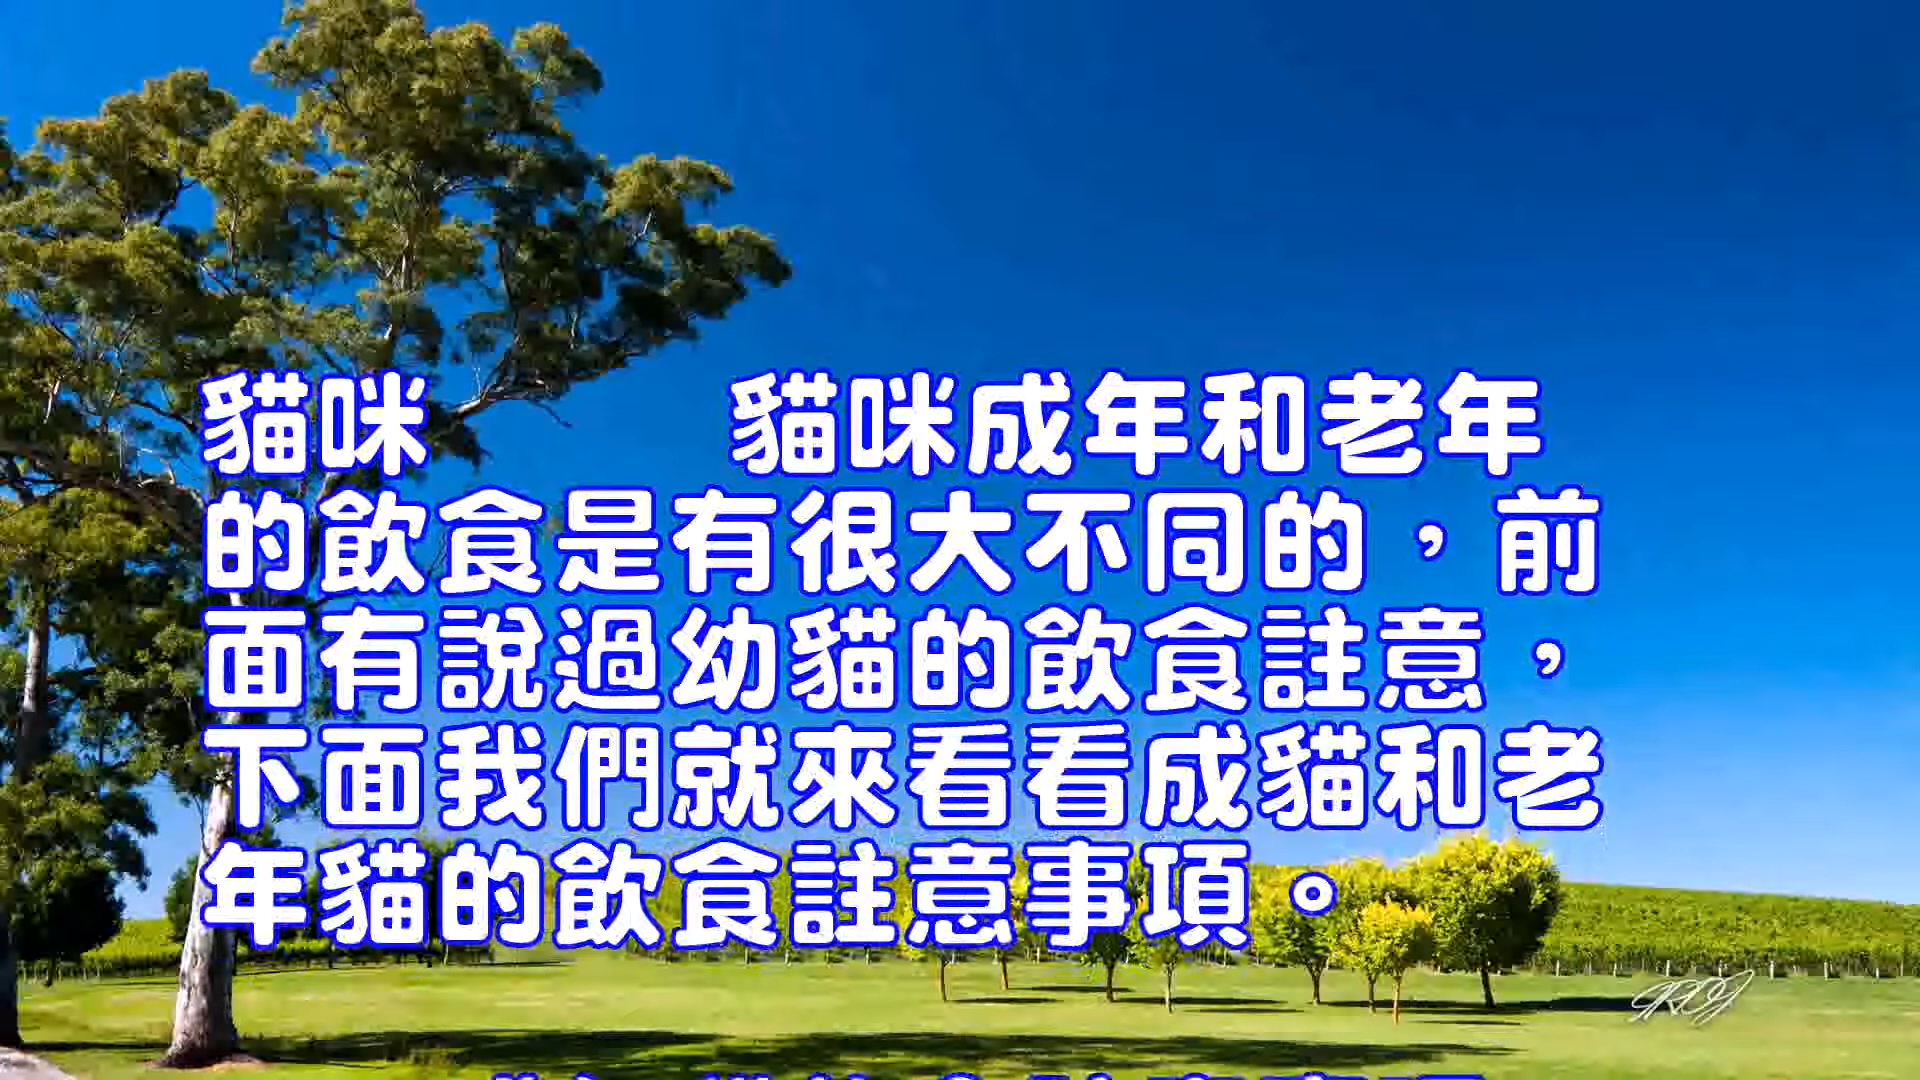 貓咪 貓咪成年和老年
的飲食是有很大不同的，前
面有說過幼貓的飲食註意，
下面我們就來看看成貓和老
年貓的飲食註意事項。